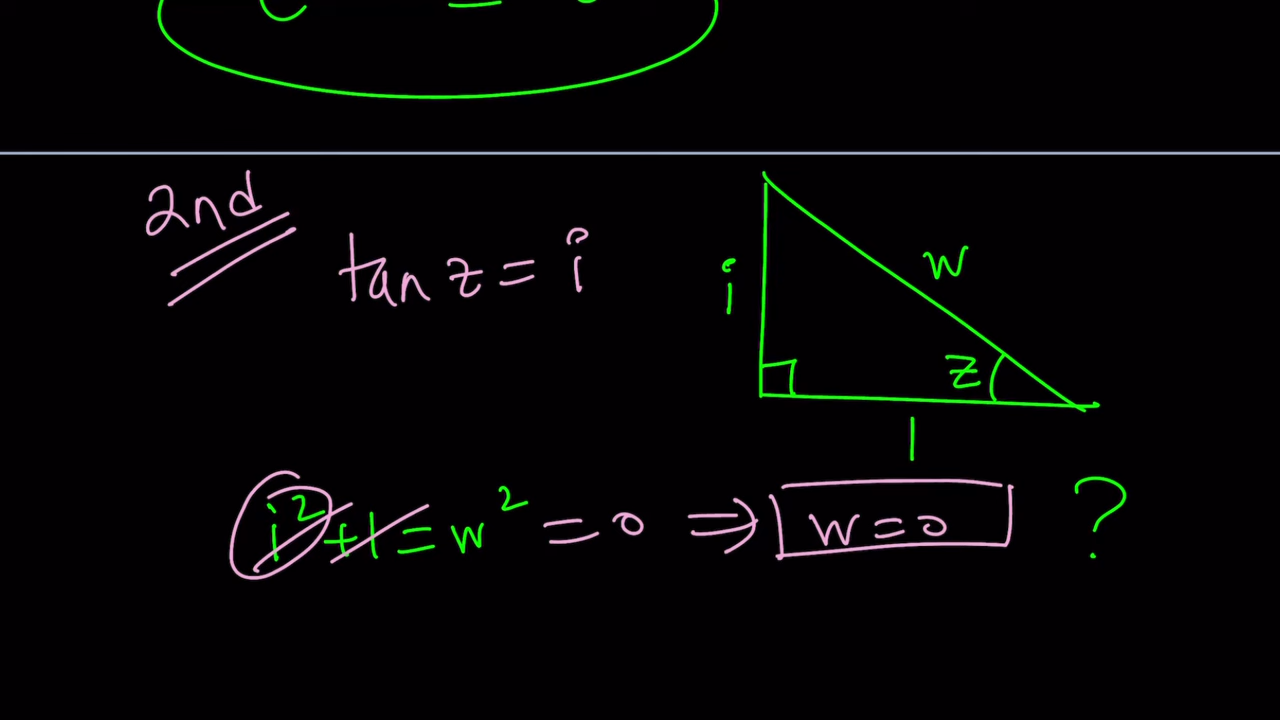 2nd
tan z = i
i
w
z
1
i² + 1 = w² = 0 ⇒ w = 0 ?